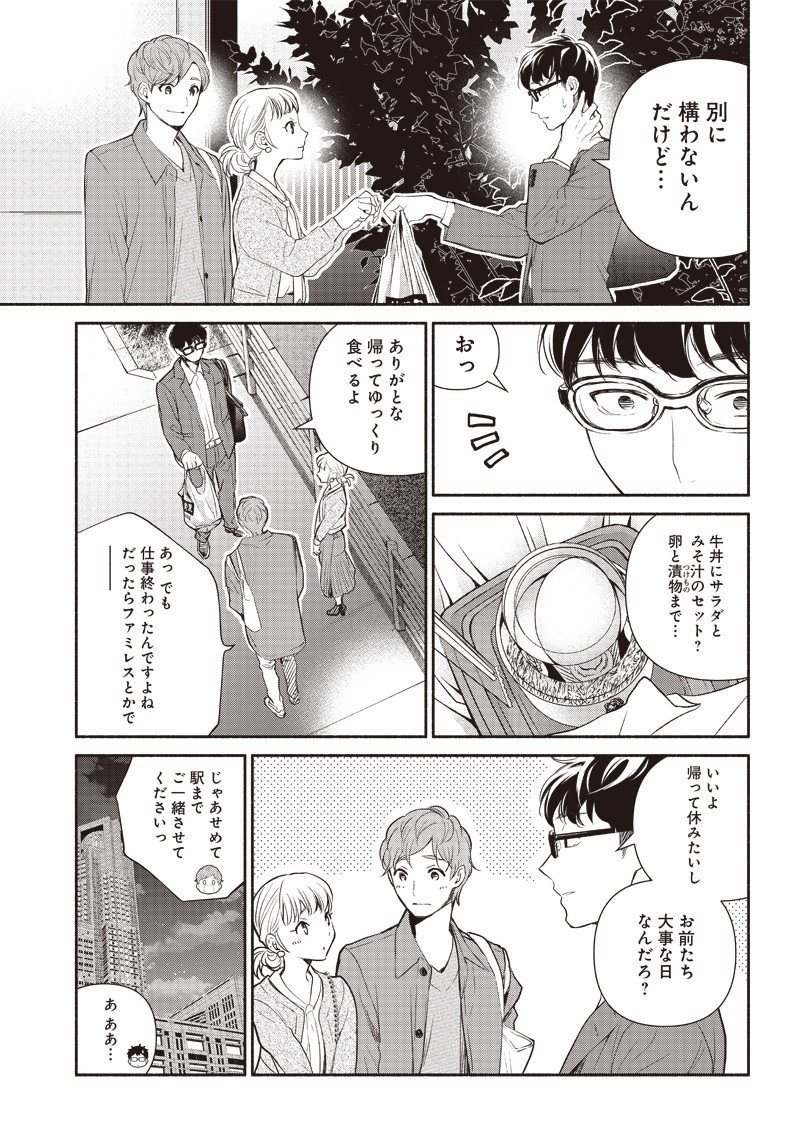 別に
構わないん
だけど…
おっ
牛丼にサラダと
みそ汁のセット?
卵と漬物まで…
つけもの
ありがとな
帰ってゆっくり
食べるよ
あっ でも
仕事終わったんですよね
だったらファミレスとかで
――
いいよ
帰って休みたいし
お前たち
大事な日
なんだろ?
じゃあせめて
駅まで
ご一緒させて
くださいっ
あ ああ…